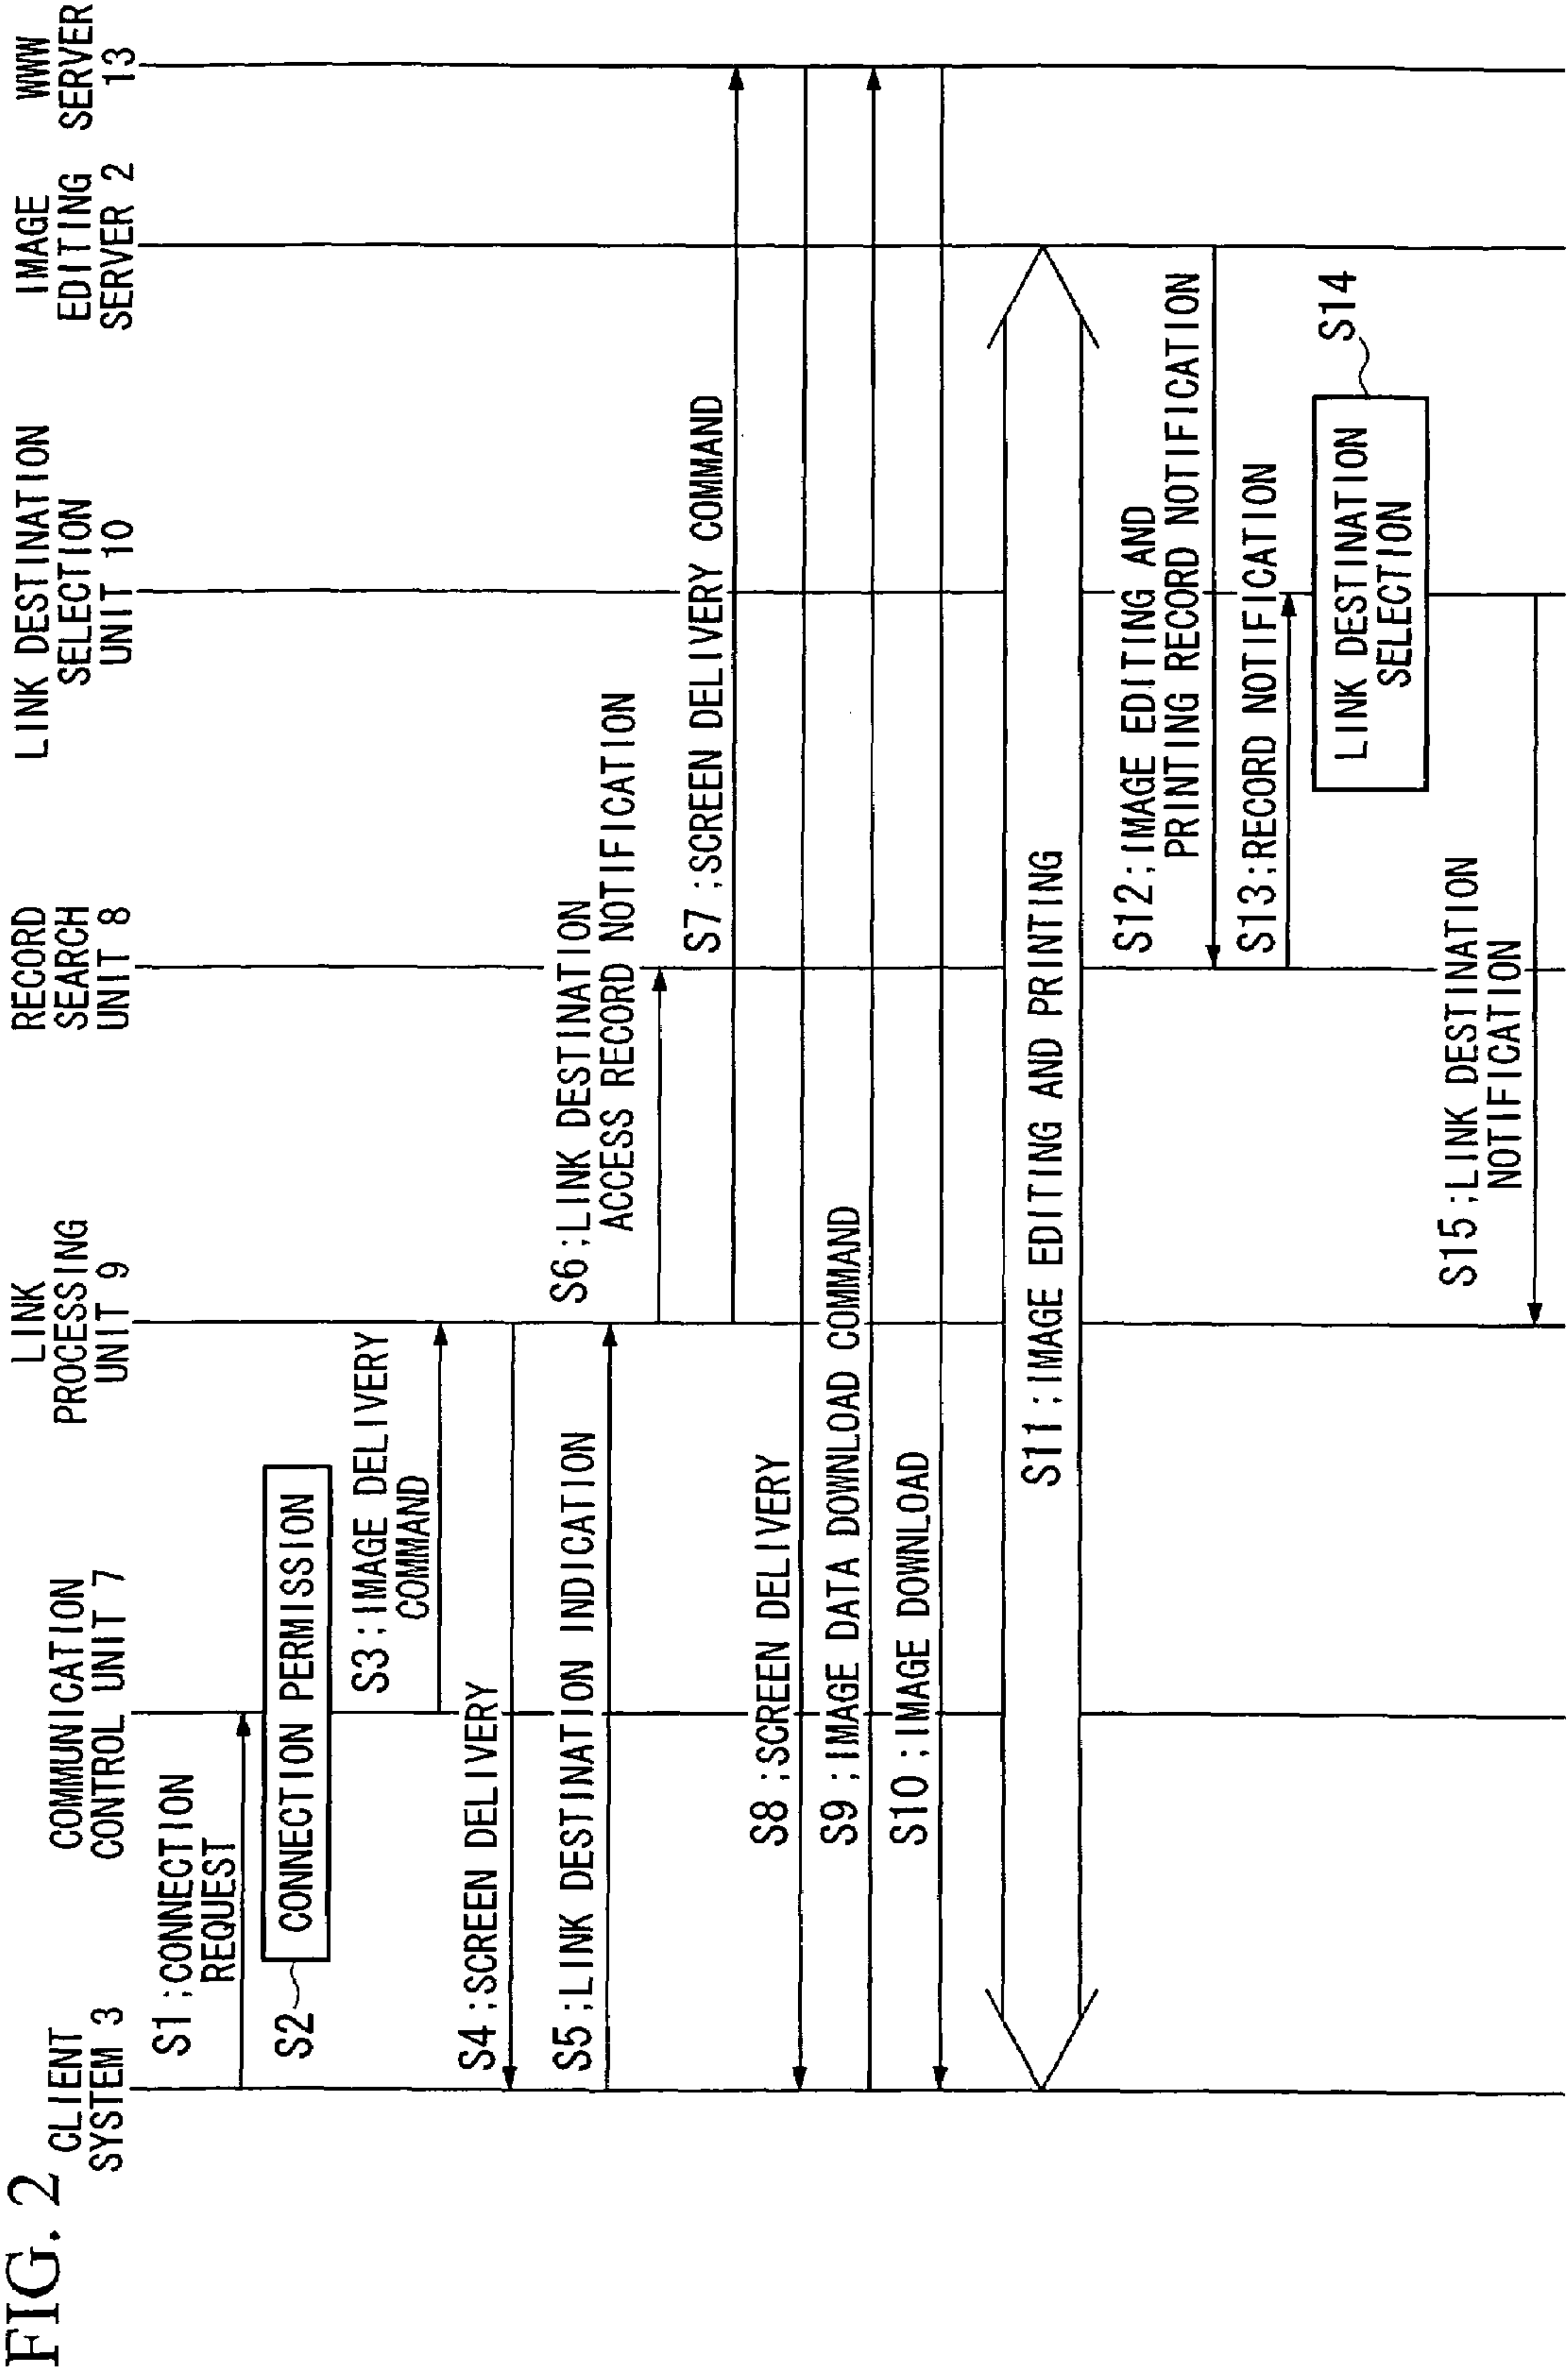 FIG. 2
CLIENT
SYSTEM 3
COMMUNICATION
CONTROL UNIT 7
LINK
PROCESSING
UNIT 9
RECORD
SEARCH
UNIT 8
LINK DESTINATION
SELECTION
UNIT 10
IMAGE
EDITING
SERVER 2
WWW
SERVER
13
S1;CONNECTION
REQUEST
S2
CONNECTION PERMISSION
S3;IMAGE DELIVERY
COMMAND
S4;SCREEN DELIVERY
S5;LINK DESTINATION INDICATION
S6;LINK DESTINATION
ACCESS RECORD NOTIFICATION
S7;SCREEN DELIVERY COMMAND
S8;SCREEN DELIVERY
S9;IMAGE DATA DOWNLOAD COMMAND
S10;IMAGE DOWNLOAD
S11;IMAGE EDITING AND PRINTING
S12;IMAGE EDITING AND
PRINTING RECORD NOTIFICATION
S13;RECORD NOTIFICATION
LINK DESTINATION
SELECTION
S14
S15;LINK DESTINATION
NOTIFICATION